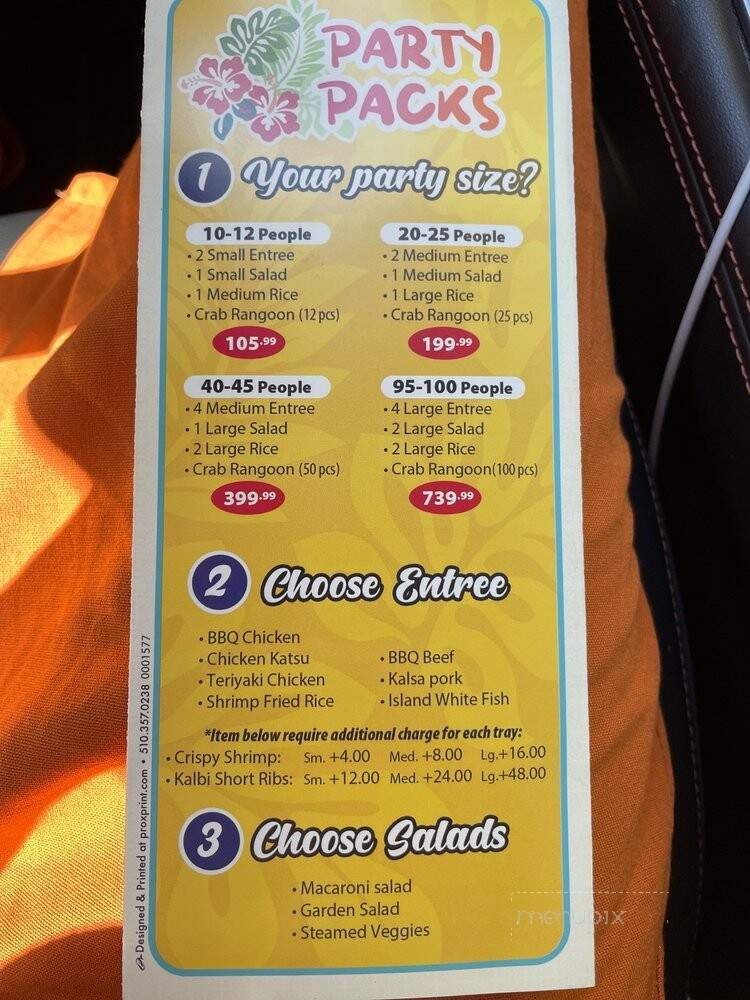 PARTY
PACKS
1 Your party size?
10-12 People
• 2 Small Entree
• 1 Small Salad
• 1 Medium Rice
• Crab Rangoon (12 pcs)
105.99
20-25 People
• 2 Medium Entree
• 1 Medium Salad
• 1 Large Rice
• Crab Rangoon (25 pcs)
199.99
40-45 People
• 4 Medium Entree
• 1 Large Salad
• 2 Large Rice
• Crab Rangoon (50 pcs)
399.99
95-100 People
• 4 Large Entree
• 2 Large Salad
• 2 Large Rice
• Crab Rangoon(100 pcs)
739.99
2 Choose Entree
• BBQ Chicken
• Chicken Katsu
• Teriyaki Chicken
• Shrimp Fried Rice
• BBQ Beef
• Kalsa pork
• Island White Fish
*Item below require additional charge for each tray:
• Crispy Shrimp: Sm. +4.00 Med. +8.00 Lg.+16.00
• Kalbi Short Ribs: Sm. +12.00 Med. +24.00 Lg.+48.00
3 Choose Salads
• Macaroni salad
• Garden Salad
• Steamed Veggies
Designed & Printed at proxprint.com • 510.357.0238 0001577
menupix